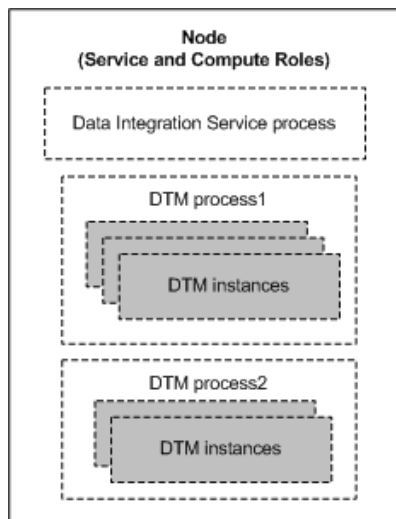 Node
(Service and Compute Roles)
Data Integration Service process
DTM process1
DTM instances
DTM process2
DTM instances